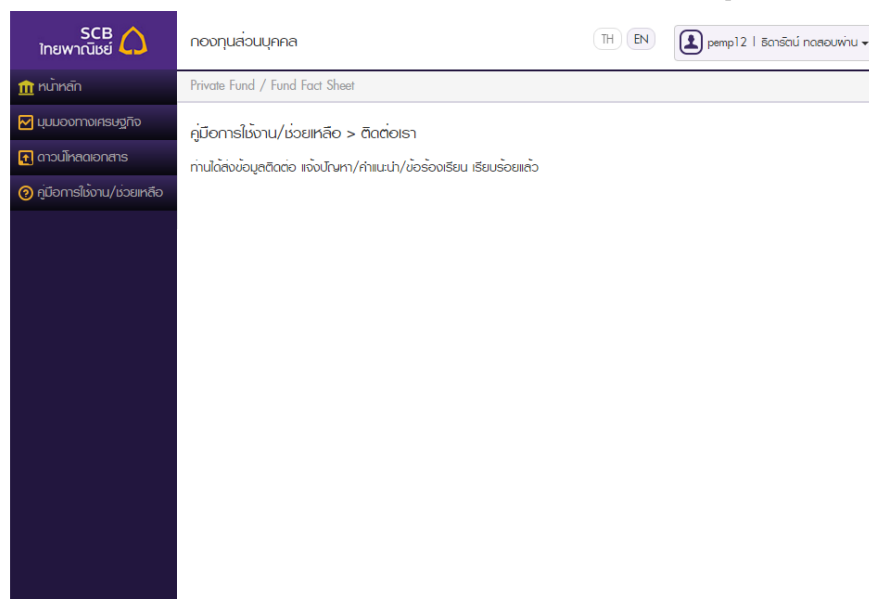 SCB
ไทยพาณิชย์
กองทุนส่วนบุคคล
TH EN
pemp12 | ธิดารัตน์ ทดสอบผ่าน
หน้าหลัก
Private Fund / Fund Fact Sheet
มุมมองทางเศรษฐกิจ
ดาวน์โหลดเอกสาร
คู่มือการใช้งาน/ช่วยเหลือ
คู่มือการใช้งาน/ช่วยเหลือ > ติดต่อเรา
ท่านได้ส่งข้อมูลติดต่อ แจ้งปัญหา/คำแนะนำ/ข้อร้องเรียน เรียบร้อยแล้ว